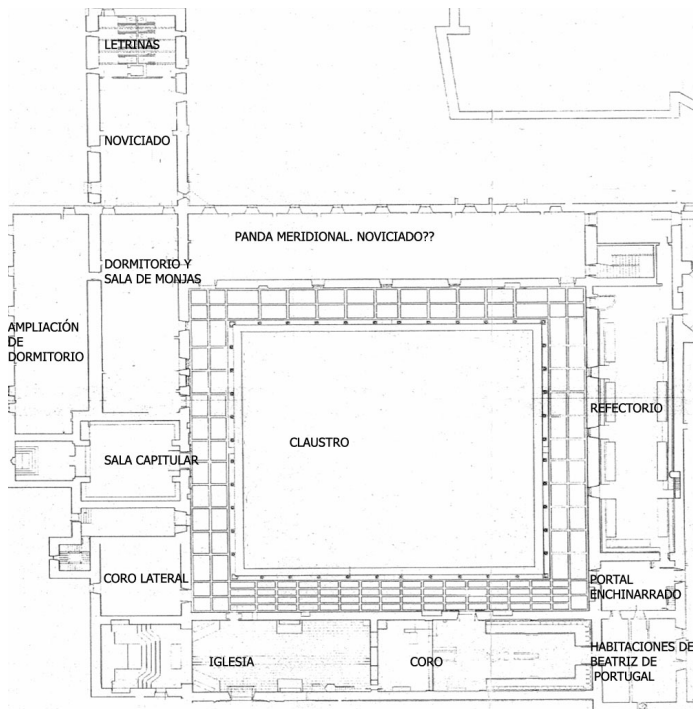 LETRINAS
NOVICIADO
PANDA MERIDIONAL. NOVICIADO??
DORMITORIO Y
SALA DE MONJAS
AMPLIACIÓN
DE
DORMITORIO
REFECTORIO
CLAUSTRO
SALA CAPITULAR
CORO LATERAL
PORTAL
ENCHINARRADO
IGLESIA
CORO
HABITACIONES DE
BEATRIZ DE
PORTUGAL